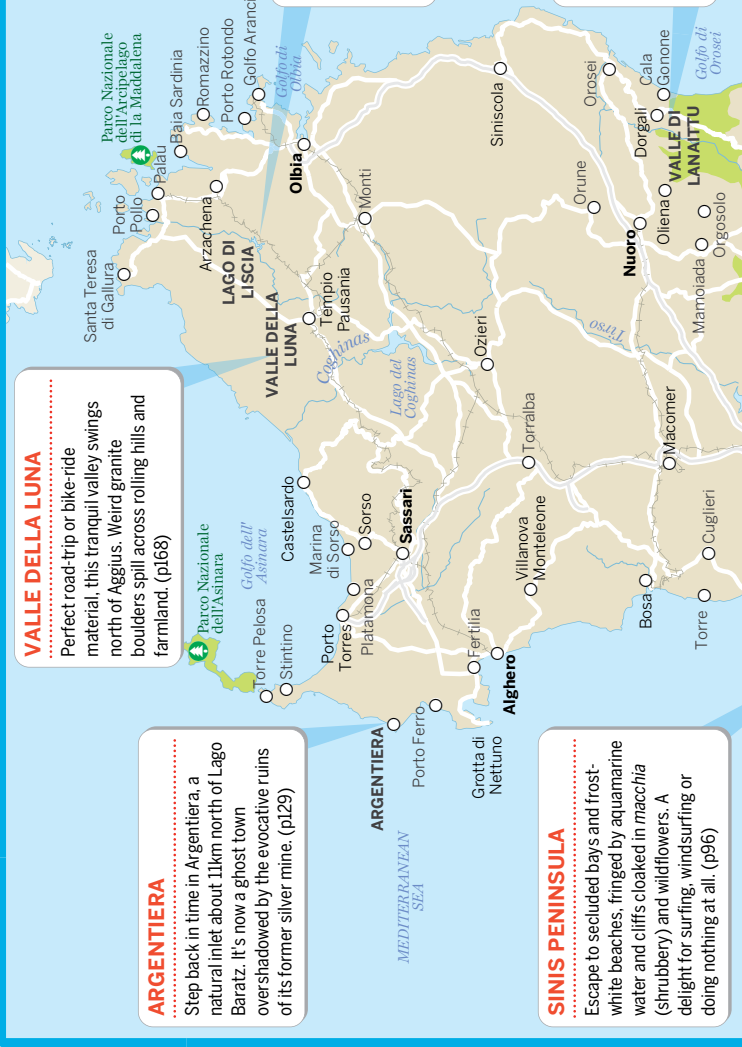 VALLE DELLA LUNA
Perfect road-trip or bike-ride
material, this tranquil valley swings
north of Aggius. Weird granite
boulders spill across rolling hills and
farmland. (p168)
ARGENTIERA
Step back in time in Argentiera, a
natural inlet about 11km north of Lago
Baratz. It's now a ghost town
overshadowed by the evocative ruins
of its former silver mine. (p129)
SINIS PENINSULA
Escape to secluded bays and frost-
white beaches, fringed by aquamarine
water and cliffs cloaked in macchia
(shrubbery) and wildflowers. A
delight for surfing, windsurfing or
doing nothing at all. (p96)
Parco Nazionale
dell'Arcipelago
di la Maddalena
Santa Teresa
di Gallura
Porto
Pollo
Palau
Baia Sardinia
Romazzino
Porto Rotondo
Golfo Aranci
Golfo di
Olbia
Arzachena
LAGO DI
LISCIA
Olbia
VALLE DELLA
LUNA
Tempio
Pausania
Monti
Coghinas
Lago del
Coghinas
Parco Nazionale
dell'Asinara
Golfo dell'
Asinara
Castelsardo
Torre Pelosa
Stintino
Marina
di Sorso
Sorso
Porto
Torres
Platamona
Sassari
ARGENTIERA
Porto Ferro
Fertilia
Alghero
Grotta di
Nettuno
MEDITERRANEAN
SEA
Villanova
Monteleone
Torralba
Ozieri
Tirso
Siniscola
Orosei
Cala
Gonone
Golfo di
Orosei
Dorgali
VALLE DI
LANAITTU
Orune
Nuoro
Oliena
Orgosolo
Mamoiada
Macomer
Bosa
Cuglieri
Torre